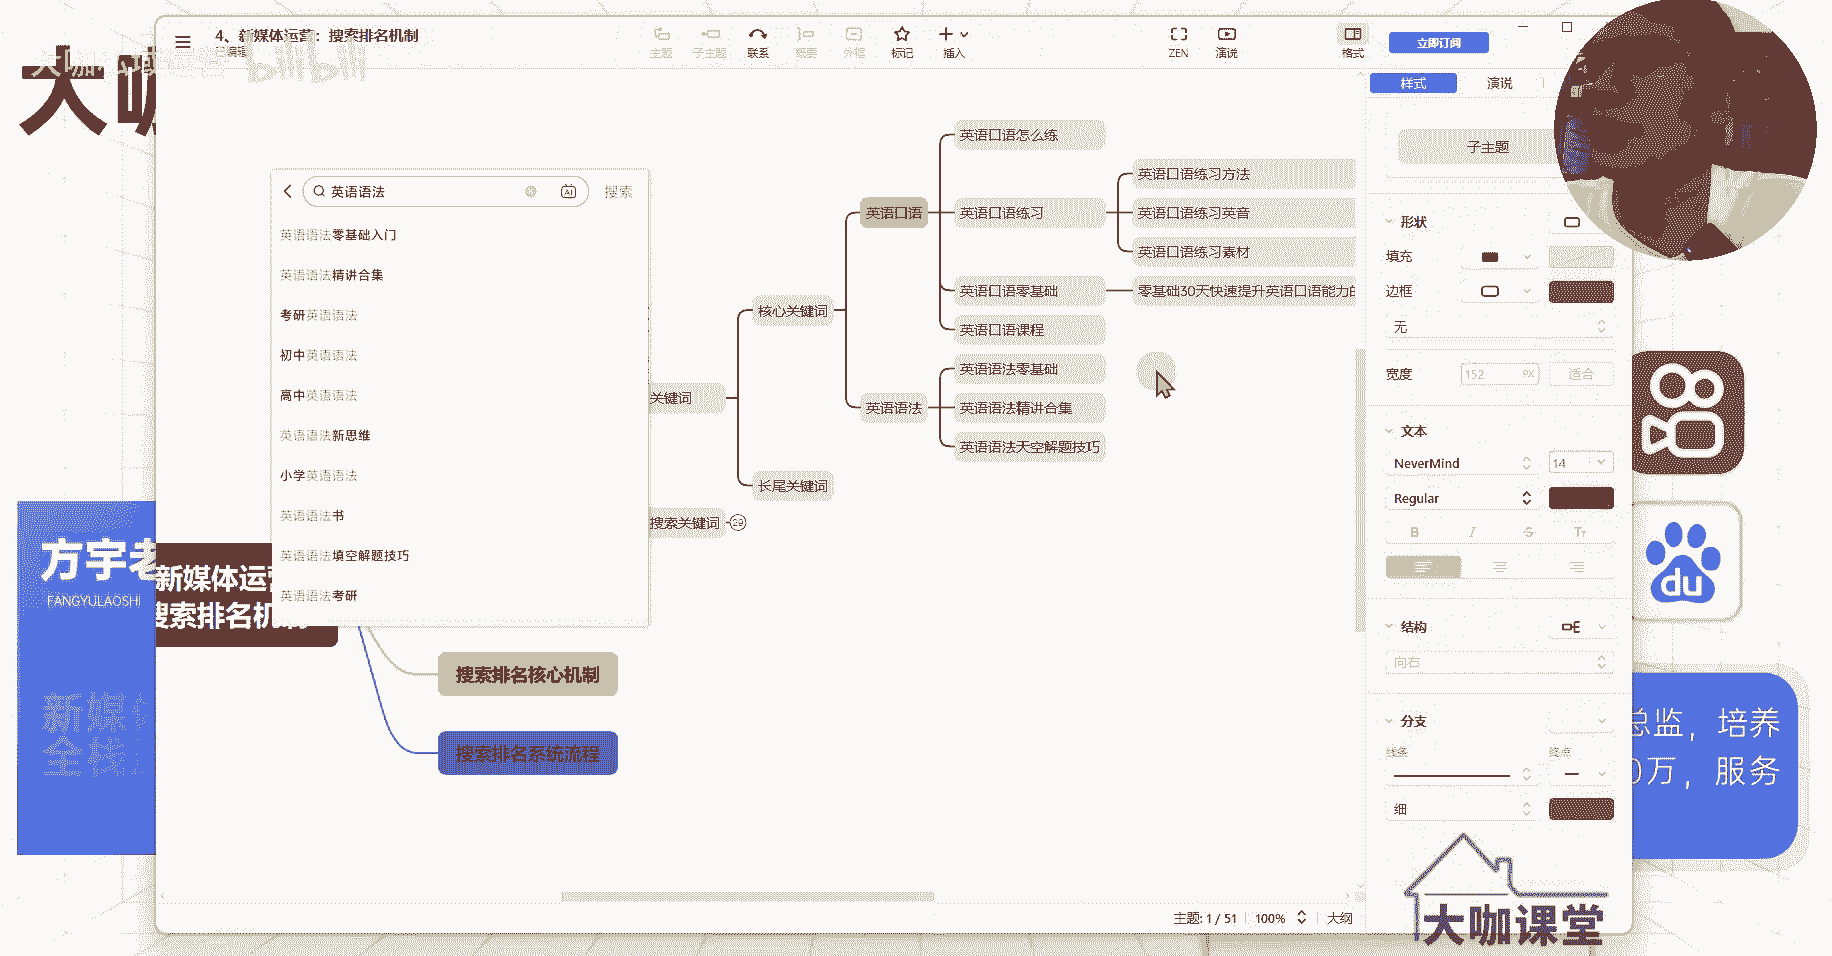 4、新媒体运营：搜索排名机制
已编辑
bilibili
主题
子主题
联系
概要
外框
标记
插入
ZEN
演说
格式
立即订阅
样式
演说
大咖
英语语法
AI
搜索
英语语法零基础入门
英语语法精讲合集
考研英语语法
初中英语语法
高中英语语法
英语语法新思维
小学英语语法
英语语法书
英语语法填空解题技巧
英语语法考研
关键词
搜索关键词
29
核心关键词
长尾关键词
英语口语
英语语法
英语口语怎么练
英语口语练习
英语口语零基础
英语口语课程
英语语法零基础
英语语法精讲合集
英语语法天空解题技巧
英语口语练习方法
英语口语练习英音
英语口语练习素材
零基础30天快速提升英语口语能力的
方宇老
FANGYULAOSHI
新媒体运营
搜索排名机制
新媒体
全栈
搜索排名核心机制
搜索排名系统流程
子主题
形状
填充
边框
无
宽度
152 PX
适合
文本
NeverMind
14
Regular
B I S Tт
结构
向右
分支
线条
终点
细
du
总监，培养
0万，服务
主题: 1 / 51
100%
大纲
大咖课堂